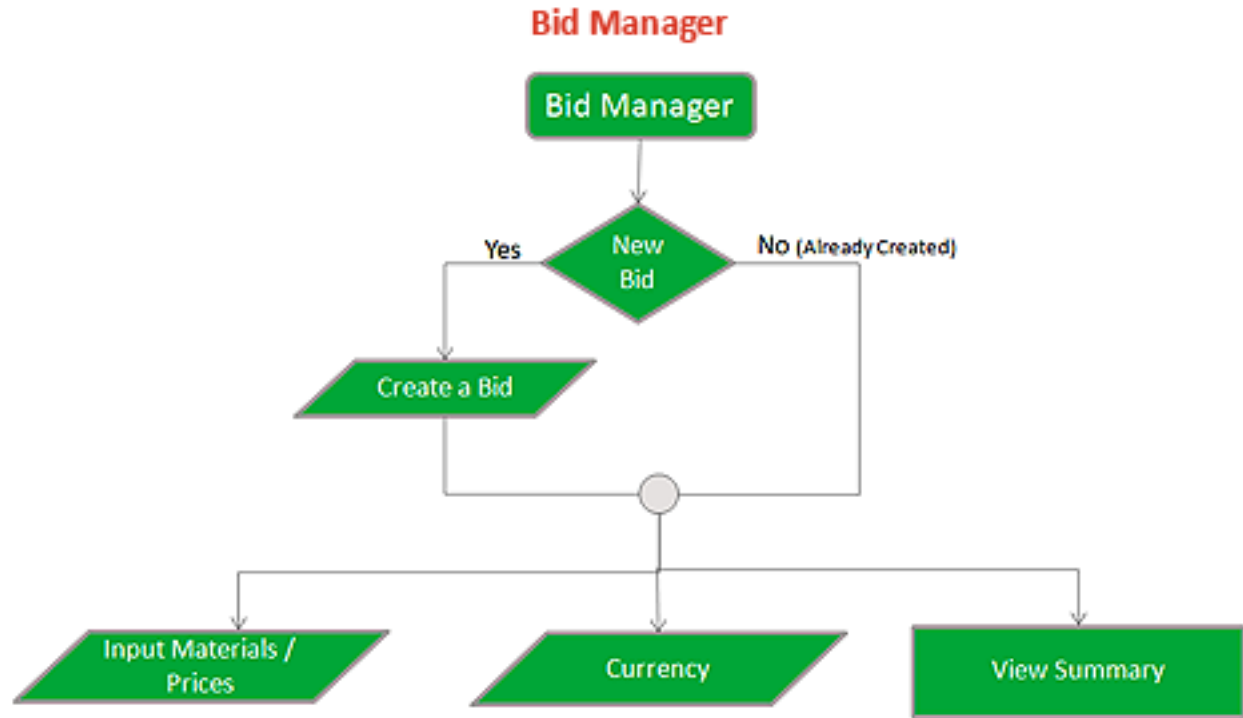 Bid Manager
Bid Manager
New
Bid
Yes
No (Already Created)
Create a Bid
Input Materials /
Prices
Currency
View Summary